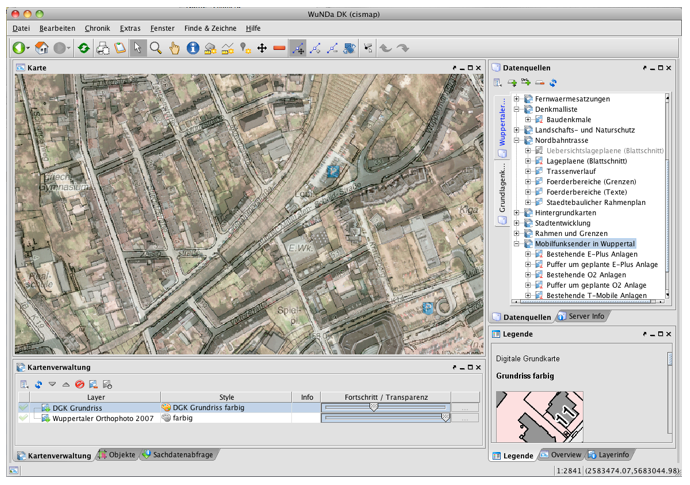 WuNDa DK (cismap)
Datei Bearbeiten Chronik Extras Fenster Finde & Zeichne Hilfe
Karte
E Wk.
Datenquellen
Wuppertaler...
Grundlagenk...
Fernwaermesatzungen
Denkmalliste
Baudenkmale
Landschafts- und Naturschutz
Nordbahntrasse
Uebersichtslageplaene (Blattschnitt)
Lageplaene (Blattschnitt)
Trassenverlauf
Foerderbereiche (Grenzen)
Foerderbereiche (Texte)
Staedtebaulicher Rahmenplan
Hintergrundkarten
Stadtentwicklung
Rahmen und Grenzen
Mobilfunksender in Wuppertal
Bestehende E-Plus Anlagen
Puffer um geplante E-Plus Anlage
Bestehende O2 Anlagen
Puffer um geplante O2 Anlagen
Bestehende T-Mobile Anlagen
Datenquellen Server Info
Kartenverwaltung
Layer Style Info Fortschritt / Transparenz
DGK Grundriss DGK Grundriss farbig
Wuppertaler Orthophoto 2007 farbig
Kartenverwaltung Objekte Sachdatenabfrage
Legende
Digitale Grundkarte
Grundriss farbig
11
Legende Overview Layerinfo
1:2841 (2583474.07,5683044.98)